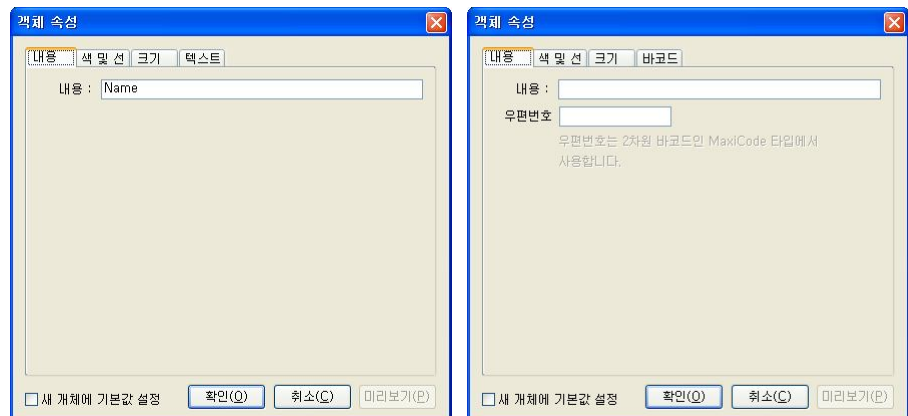 객체 속성
내용 색 및 선 크기 텍스트
내용 : Name
새 개체에 기본값 설정 확인(O) 취소(C) 미리보기(P)
객체 속성
내용 색 및 선 크기 바코드
내용 :
우편번호
우편번호는 2차원 바코드인 MaxiCode 타입에서
사용합니다.
새 개체에 기본값 설정 확인(O) 취소(C) 미리보기(P)